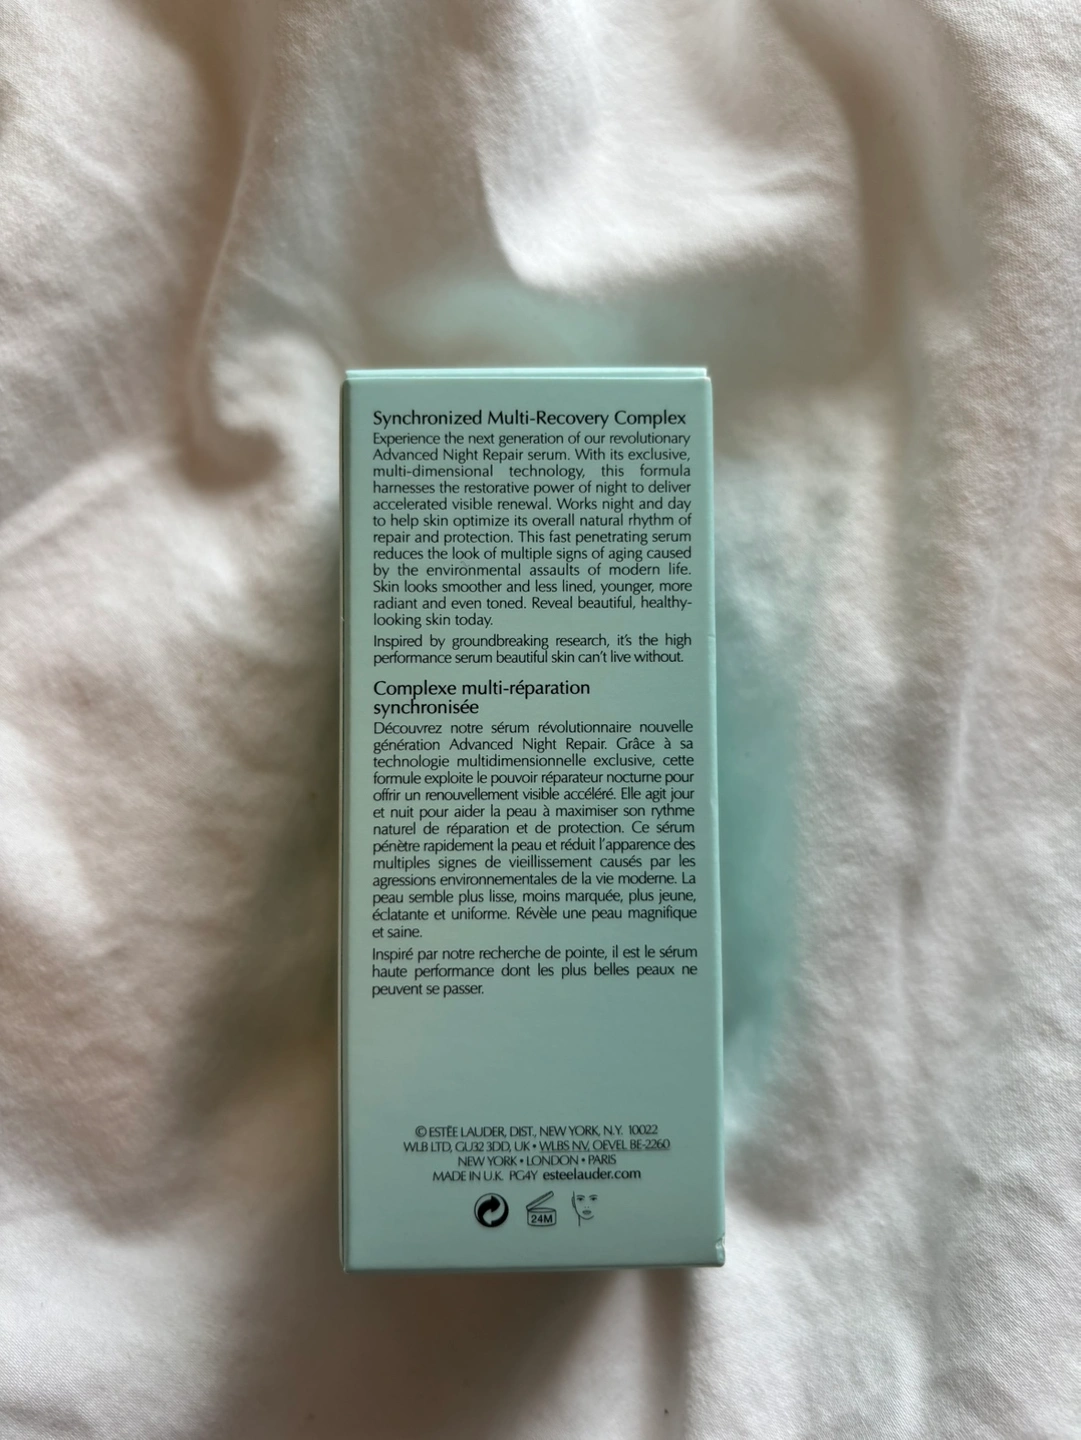 Synchronized Multi-Recovery Complex
Experience the next generation of our revolutionary
Advanced Night Repair serum. With its exclusive,
multi-dimensional technology, this formula
harnesses the restorative power of night to deliver
accelerated visible renewal. Works night and day
to help skin optimize its overall natural rhythm of
repair and protection. This fast penetrating serum
reduces the look of multiple signs of aging caused
by the environmental assaults of modern life.
Skin looks smoother and less lined, younger, more
radiant and even toned. Reveal beautiful, healthy-
looking skin today.
Inspired by groundbreaking research, it's the high
performance serum beautiful skin can't live without.
Complexe multi-réparation
synchronisée
Découvrez notre sérum révolutionnaire nouvelle
génération Advanced Night Repair. Grâce à sa
technologie multidimensionnelle exclusive, cette
formule exploite le pouvoir réparateur nocturne pour
offrir un renouvellement visible accéléré. Elle agit jour
et nuit pour aider la peau à maximiser son rythme
naturel de réparation et de protection. Ce sérum
pénètre rapidement la peau et réduit l'apparence des
multiples signes de vieillissement causés par les
agressions environnementales de la vie moderne. La
peau semble plus lisse, moins marquée, plus jeune,
éclatante et uniforme. Révèle une peau magnifique
et saine.
Inspiré par notre recherche de pointe, il est le sérum
haute performance dont les plus belles peaux ne
peuvent se passer.
© ESTĒE LAUDER, DIST., NEW YORK, N.Y. 10022
WLB LTD, GU32 3DD, UK • WLBS NV, OEVEL BE-2260
NEW YORK • LONDON • PARIS
MADE IN U.K. PG4Y esteelauder.com
24M